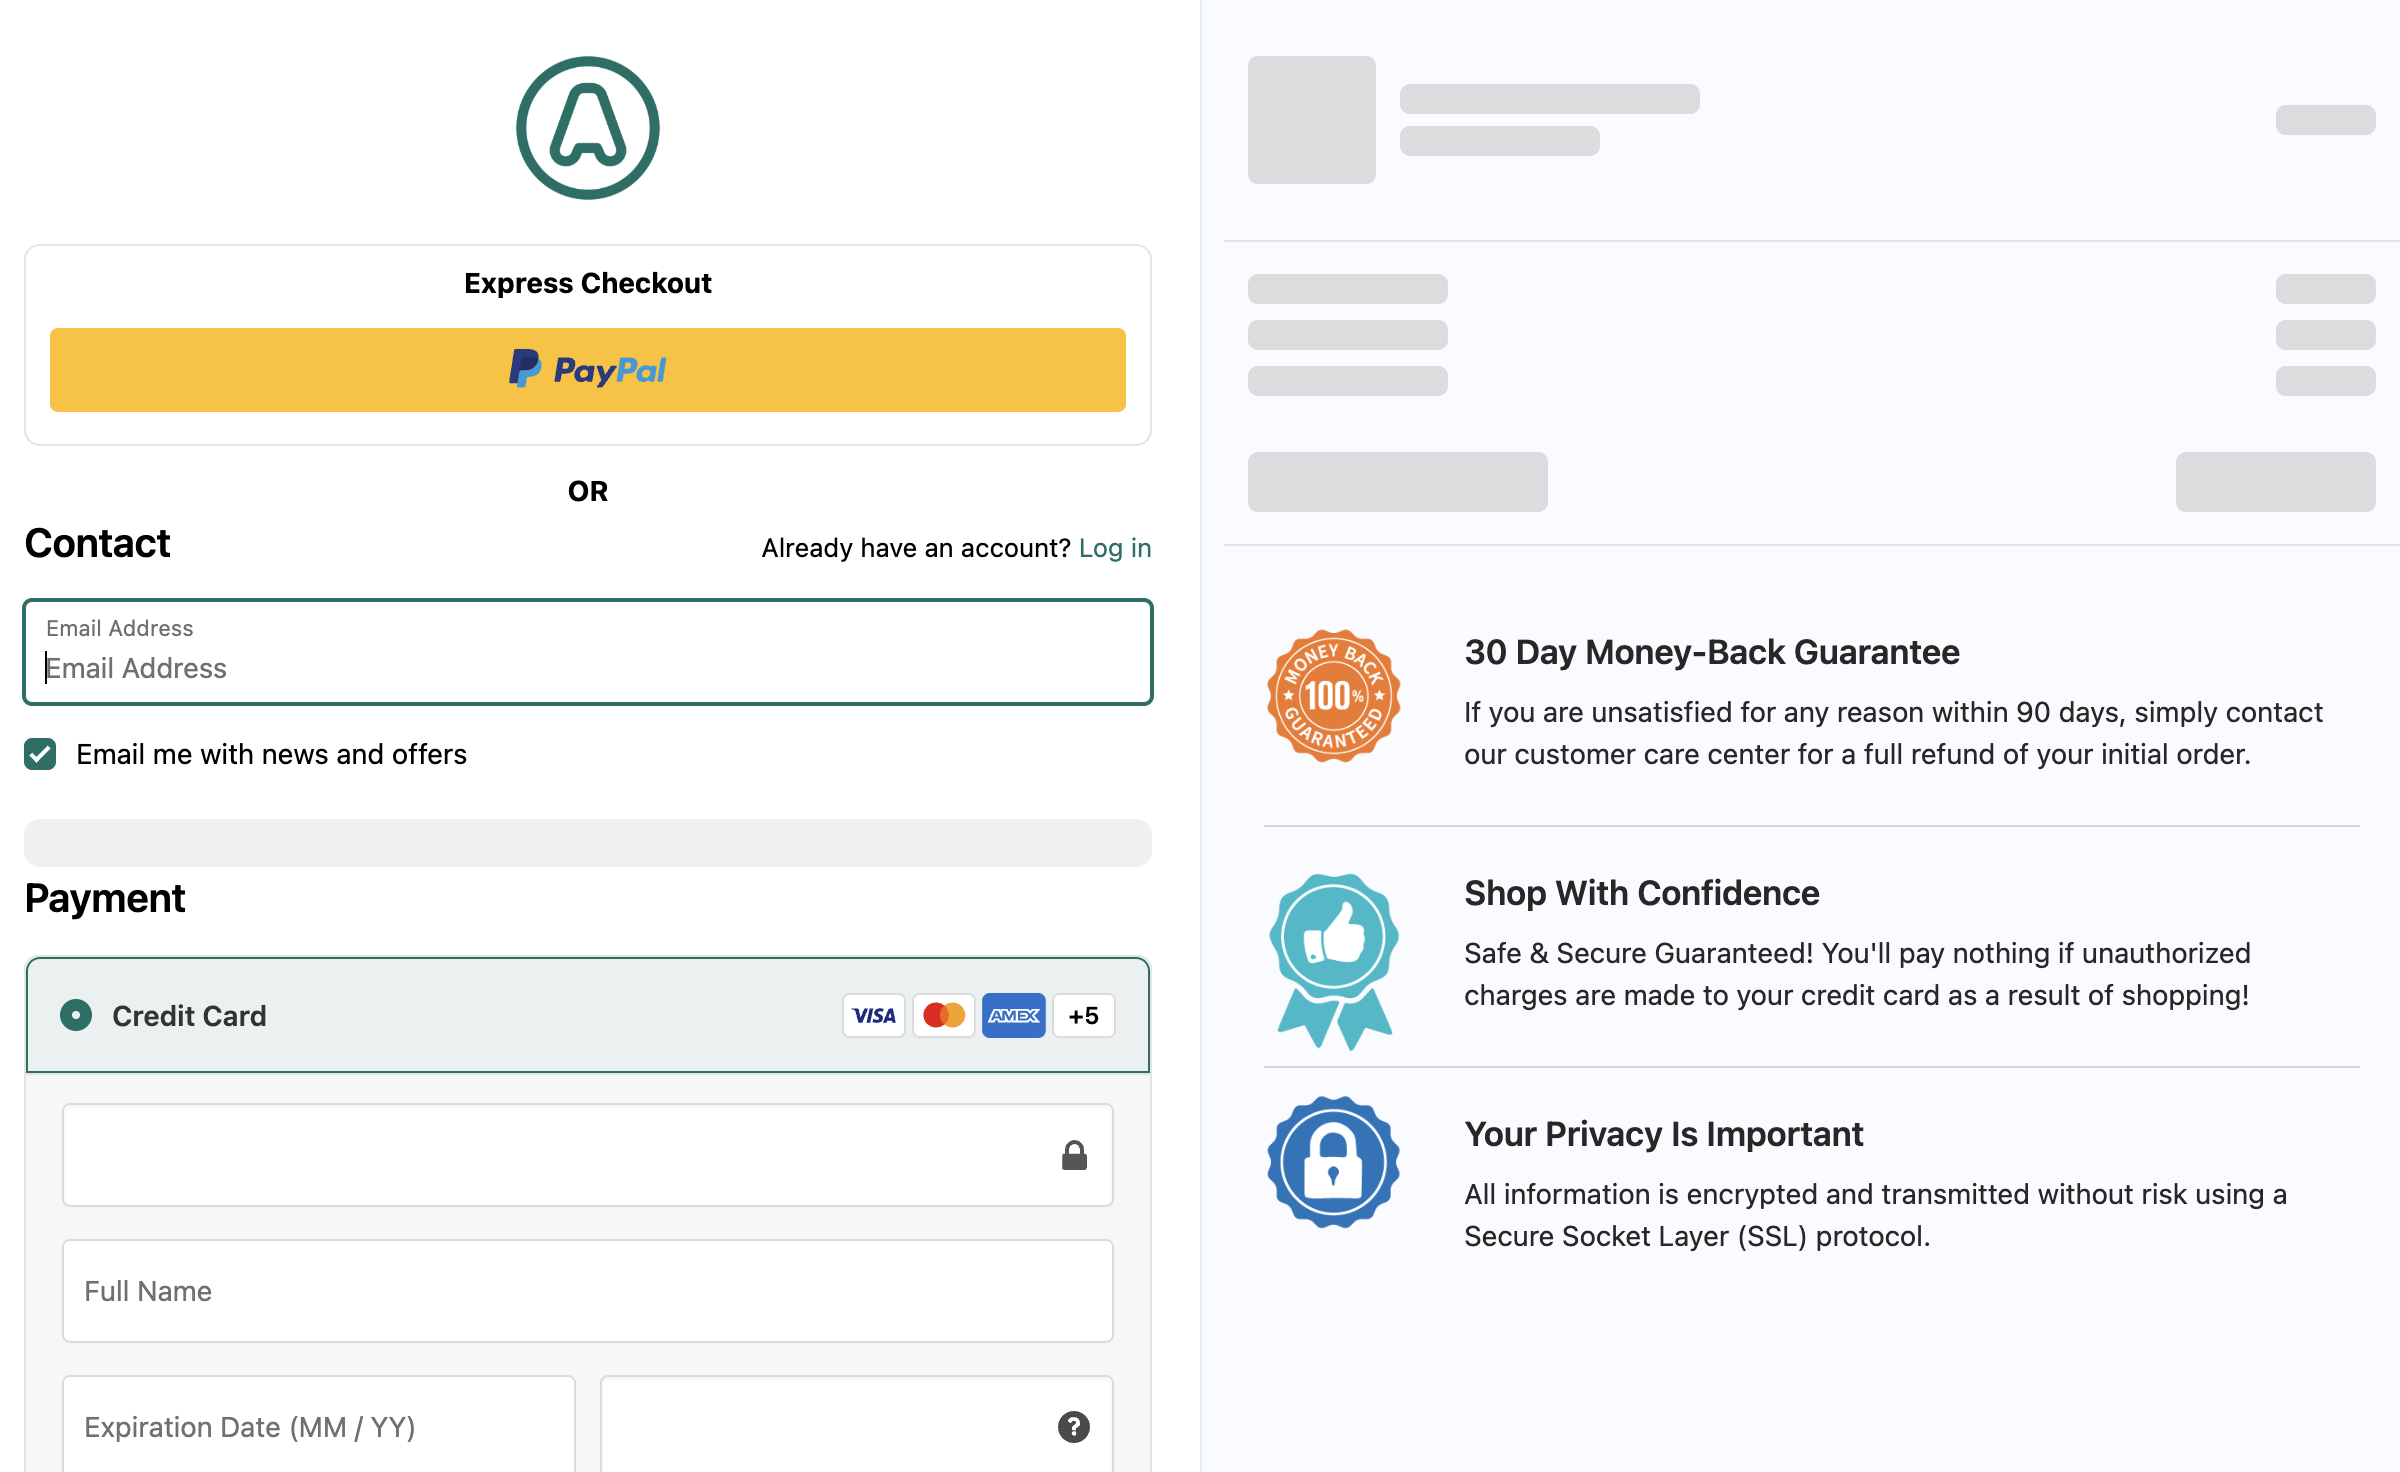 A
Express Checkout
PayPal
OR
Contact
Already have an account? Log in
Email Address
Email Address
Email me with news and offers
Payment
Credit Card
VISA
AMEX
+5
Full Name
Expiration Date (MM / YY)
?
MONEY BACK
100%
GUARANTEED
30 Day Money-Back Guarantee
If you are unsatisfied for any reason within 90 days, simply contact
our customer care center for a full refund of your initial order.
Shop With Confidence
Safe & Secure Guaranteed! You'll pay nothing if unauthorized
charges are made to your credit card as a result of shopping!
Your Privacy Is Important
All information is encrypted and transmitted without risk using a
Secure Socket Layer (SSL) protocol.